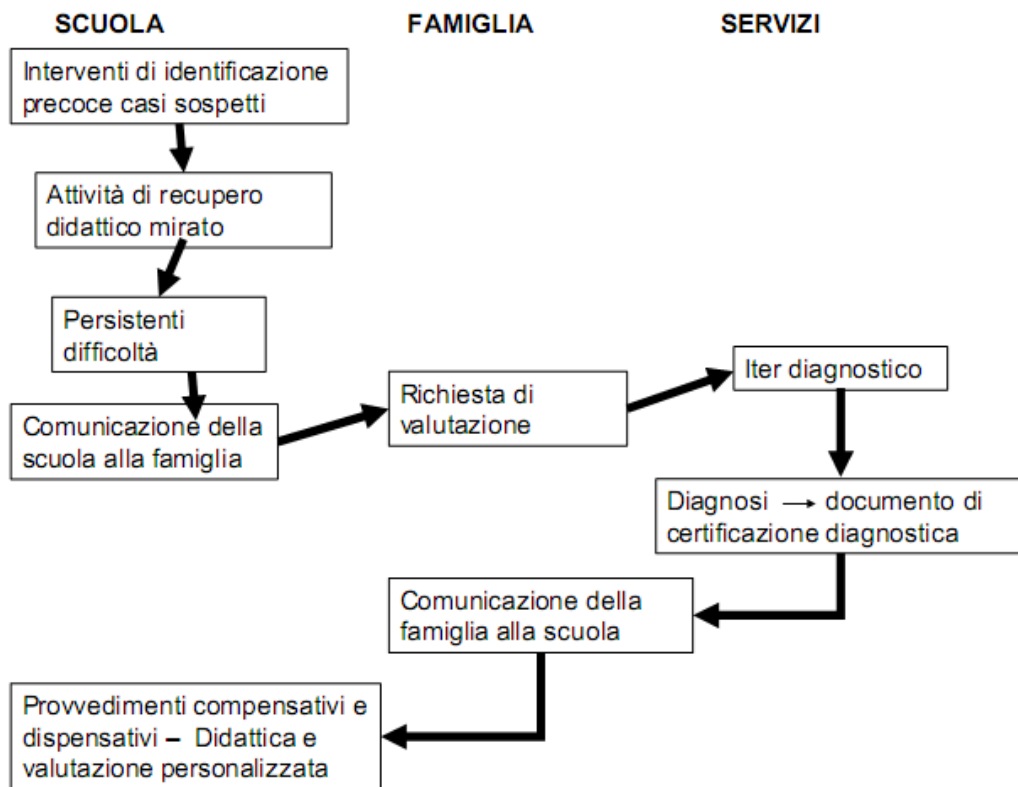 SCUOLA FAMIGLIA SERVIZI
Interventi di identificazione
precoce casi sospetti
Attività di recupero
didattico mirato
Persistenti
difficoltà
Comunicazione della
scuola alla famiglia
Richiesta di
valutazione
Iter diagnostico
Diagnosi → documento di
certificazione diagnostica
Comunicazione della
famiglia alla scuola
Provvedimenti compensativi e
dispensativi – Didattica e
valutazione personalizzata